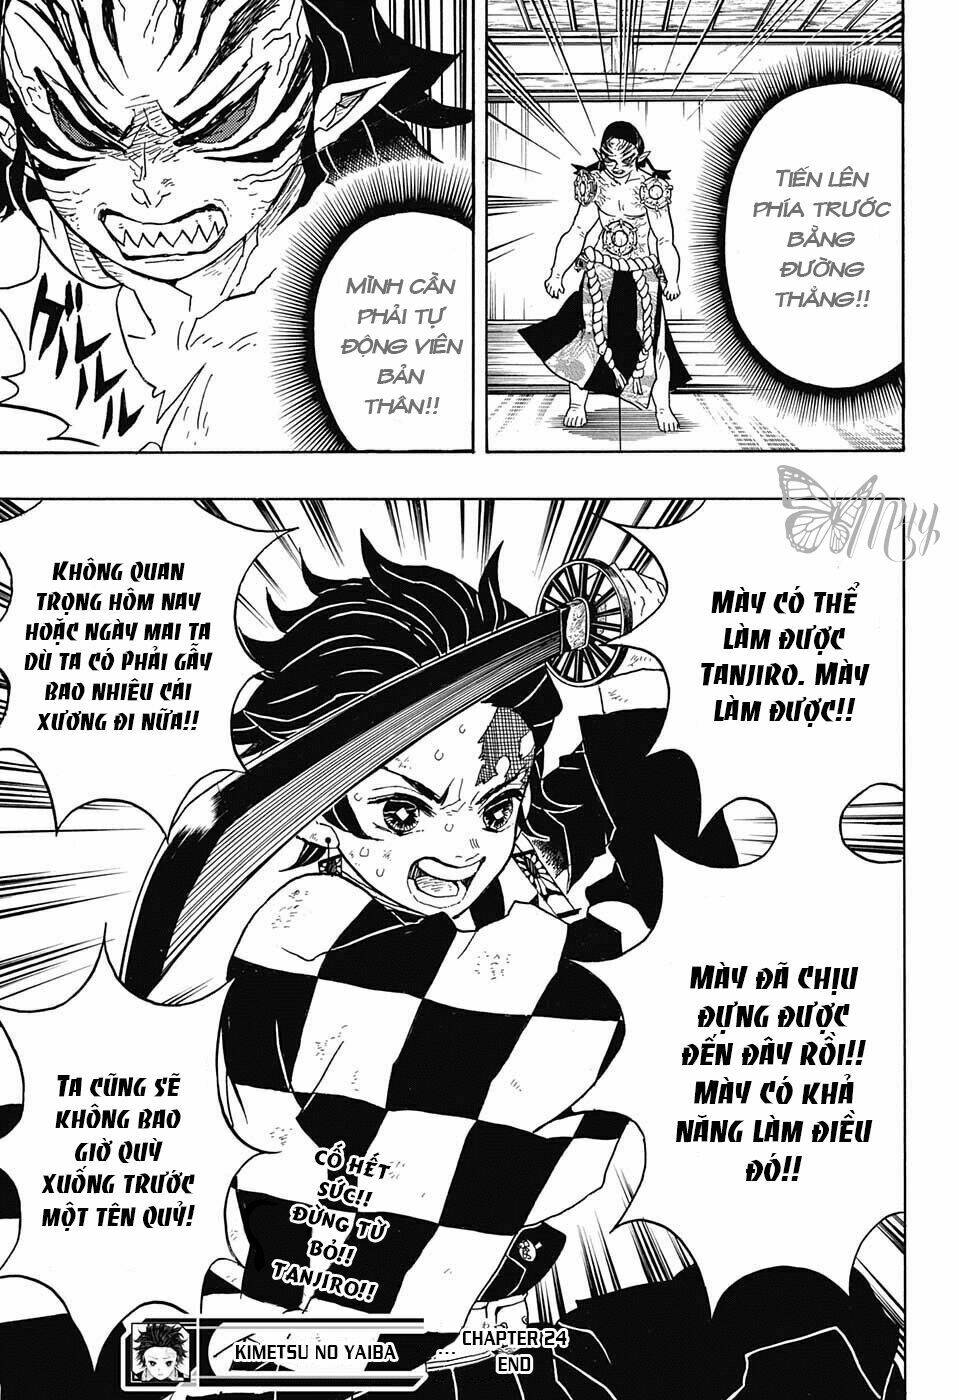 TIẾN LÊN
PHÍA TRƯỚC
BẰNG
ĐƯỜNG
THẲNG!!
MÌNH CẦN
PHẢI TỰ
ĐỘNG VIÊN
BẢN
THÂN!!
グルルル
MÀY CÓ THỂ
LÀM ĐƯỢC
TANJIRO. MÀY
LÀM ĐƯỢC!!
MÀY ĐÃ CHỊU
ĐỰNG ĐƯỢC
ĐẾN ĐÂY RỒI!!
MÀY CÓ KHẢ
NĂNG LÀM ĐIỀU
ĐÓ!!
KHÔNG QUAN
TRỌNG HÔM NAY
HOẶC NGÀY MAI TA
DÙ TA CÓ PHẢI GẪY
BAO NHIÊU CÁI
XƯƠNG ĐI NỮA!!
TA CŨNG SẼ
KHÔNG BAO
GIỜ QUỲ
XUỐNG TRƯỚC
MỘT TÊN QUỶ!
CỐ HẾT
SỨC!!
ĐỪNG TỪ
BỎ!!
TANJIRO!!
KIMETSU NO YAIBA ...... CHAPTER 24
END